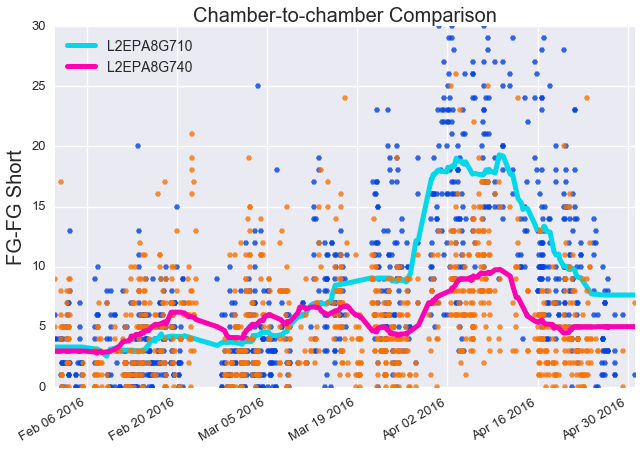 Chamber-to-chamber Comparison
L2EPA8G710
L2EPA8G740
FG-FG Short
30
25
20
15
10
5
0
Feb 06 2016
Feb 20 2016
Mar 05 2016
Mar 19 2016
Apr 02 2016
Apr 16 2016
Apr 30 2016